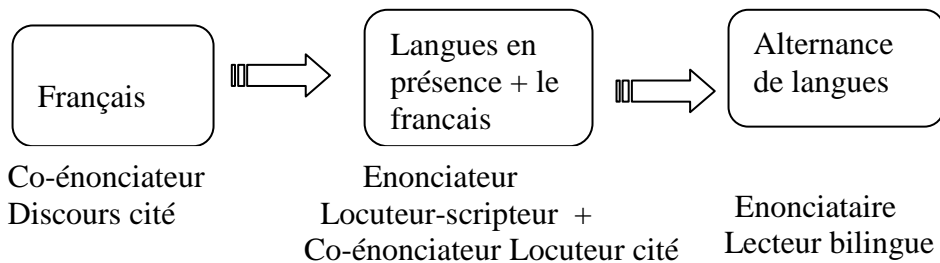 Français
Langues en
présence + le
francais
Alternance
de langues
Co-énonciateur
Discours cité
Enonciateur
Locuteur-scripteur +
Co-énonciateur Locuteur cité
Enonciataire
Lecteur bilingue